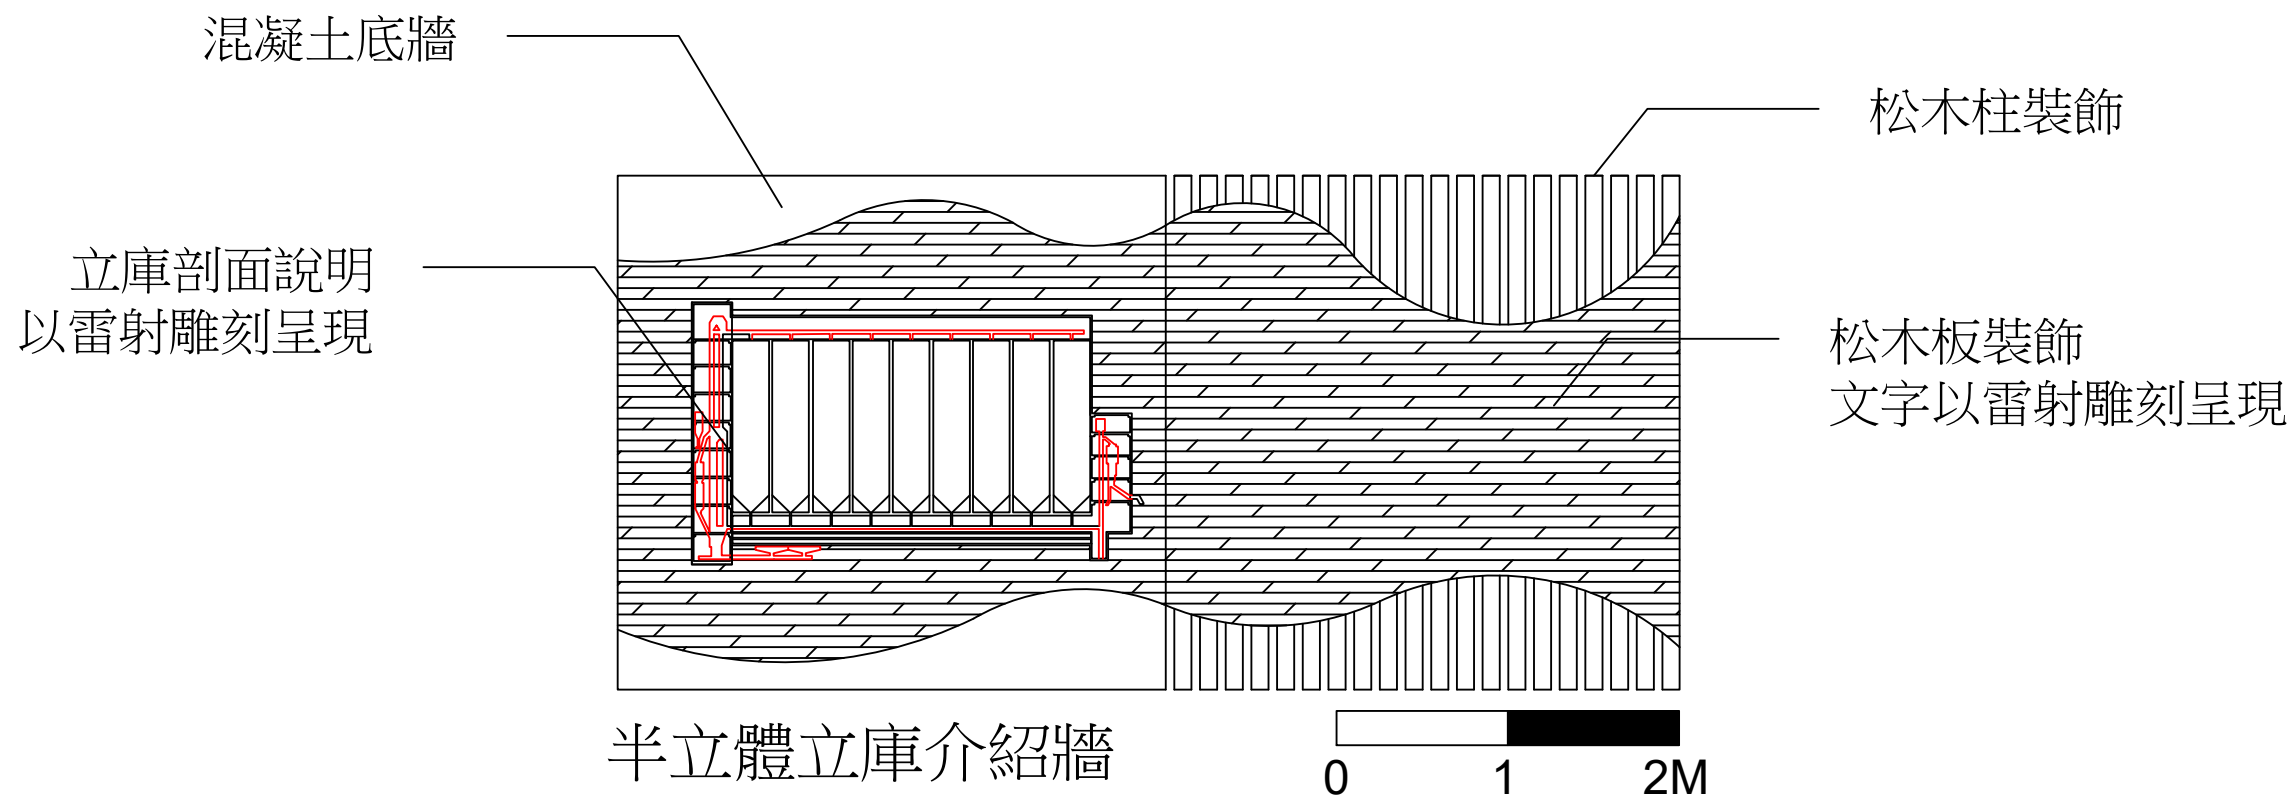 混凝土底牆
松木柱裝飾
立庫剖面說明
以雷射雕刻呈現
松木板裝飾
文字以雷射雕刻呈現
半立體立庫介紹牆
0 1 2M